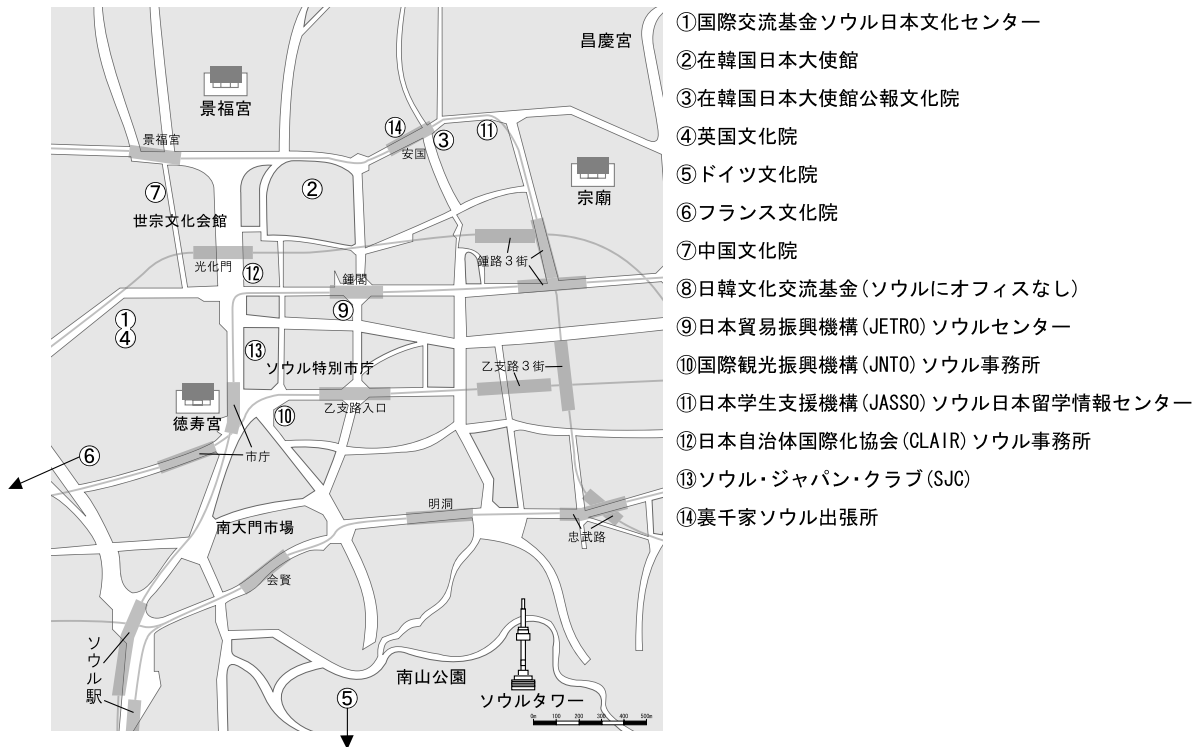 昌慶宮
景福宮
景福宮
⑭
③
⑪
安国
⑦
②
宗廟
世宗文化会館
光化門
⑫
鍾路3街
鍾閣
⑨
①
④
⑬
ソウル特別市庁
乙支路3街
徳寿宮
⑩
乙支路入口
⑥
市庁
明洞
南大門市場
忠武路
会賢
ソウル駅
南山公園
ソウルタワー
⑤
0m 100 200 300 400 500m
①国際交流基金ソウル日本文化センター
②在韓国日本大使館
③在韓国日本大使館公報文化院
④英国文化院
⑤ドイツ文化院
⑥フランス文化院
⑦中国文化院
⑧日韓文化交流基金(ソウルにオフィスなし)
⑨日本貿易振興機構(JETRO)ソウルセンター
⑩国際観光振興機構(JNTO)ソウル事務所
⑪日本学生支援機構(JASSO)ソウル日本留学情報センター
⑫日本自治体国際化協会(CLAIR)ソウル事務所
⑬ソウル・ジャパン・クラブ(SJC)
⑭裏千家ソウル出張所